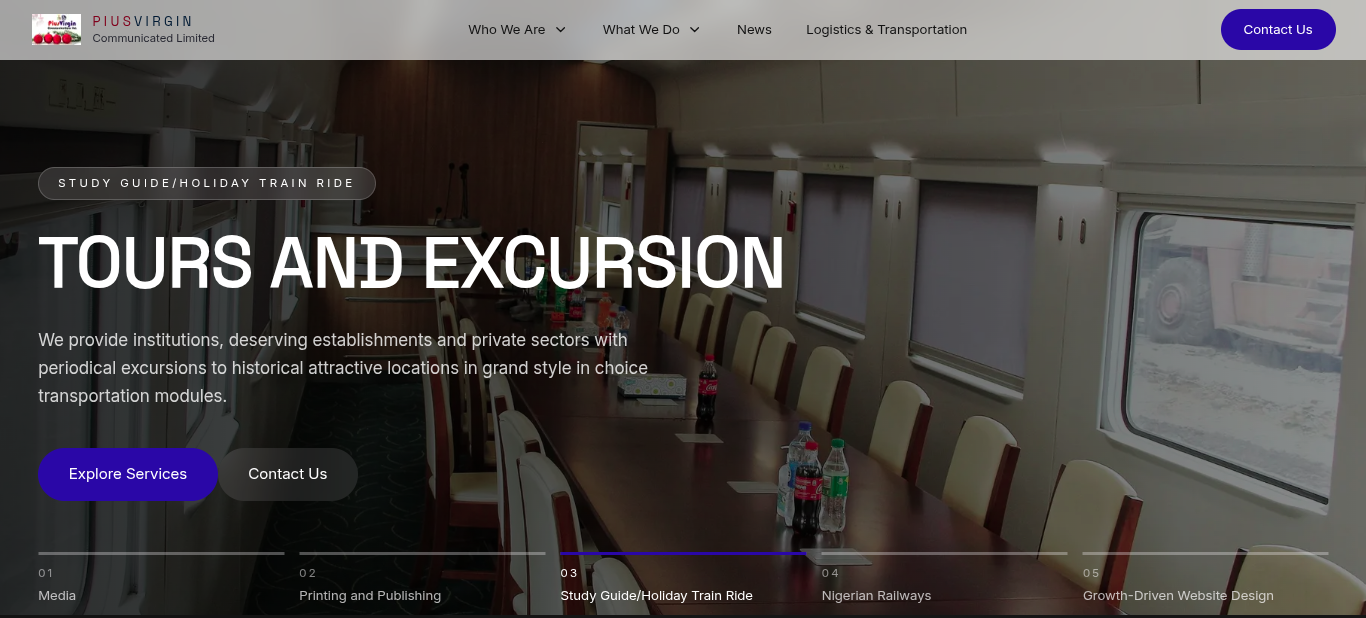 PIUSVIRGIN
Communicated Limited
Who We Are
What We Do
News
Logistics & Transportation
Contact Us
STUDY GUIDE/HOLIDAY TRAIN RIDE
TOURS AND EXCURSION
We provide institutions, deserving establishments and private sectors with
periodical excursions to historical attractive locations in grand style in choice
transportation modules.
Explore Services
Contact Us
01
Media
02
Printing and Publishing
03
Study Guide/Holiday Train Ride
04
Nigerian Railways
05
Growth-Driven Website Design